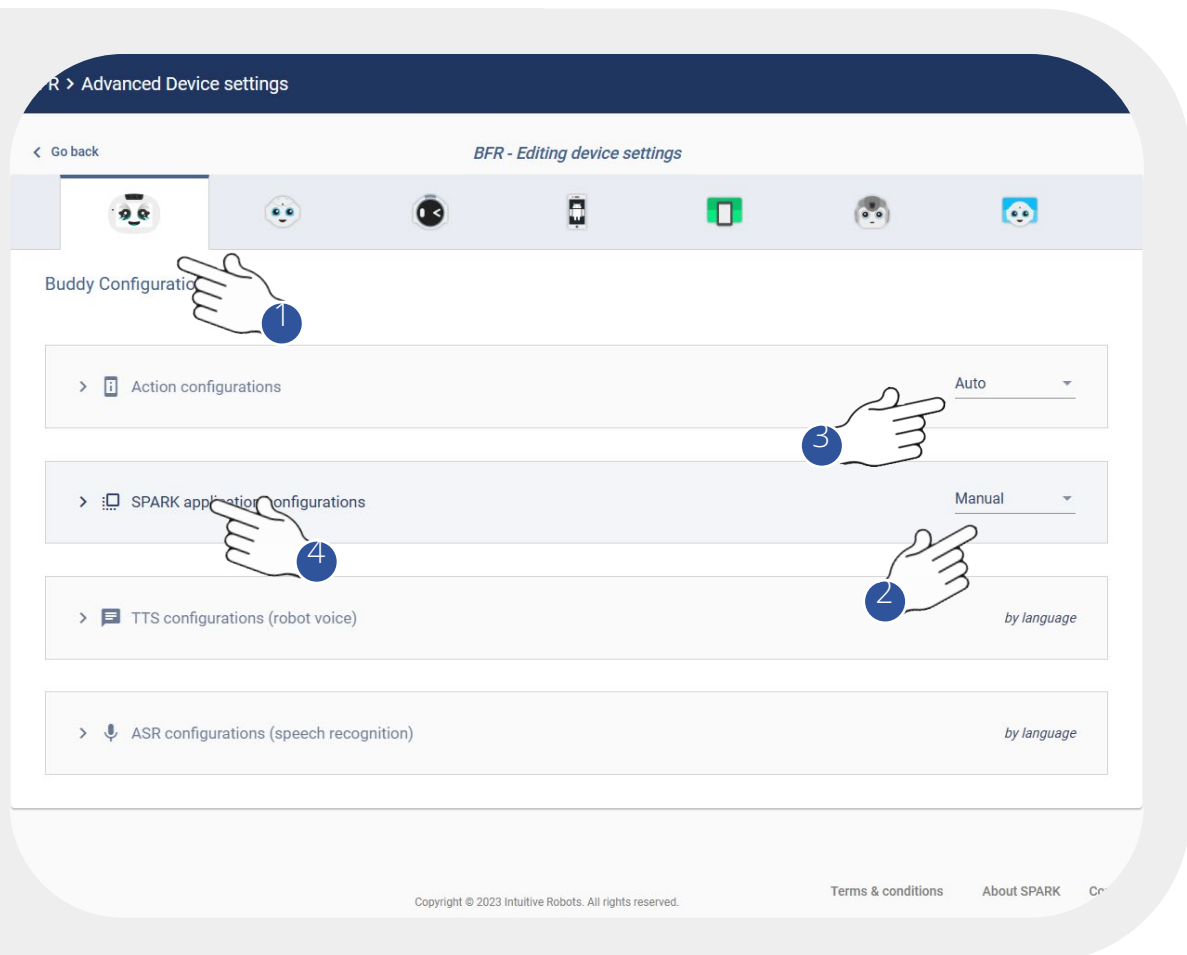 R > Advanced Device settings
Go back
BFR - Editing device settings
Buddy Configuratio
1
Action configurations
Auto
3
SPARK application configurations
Manual
4
2
TTS configurations (robot voice)
by language
ASR configurations (speech recognition)
by language
Terms & conditions
About SPARK
Copyright © 2023 Intuitive Robots. All rights reserved.